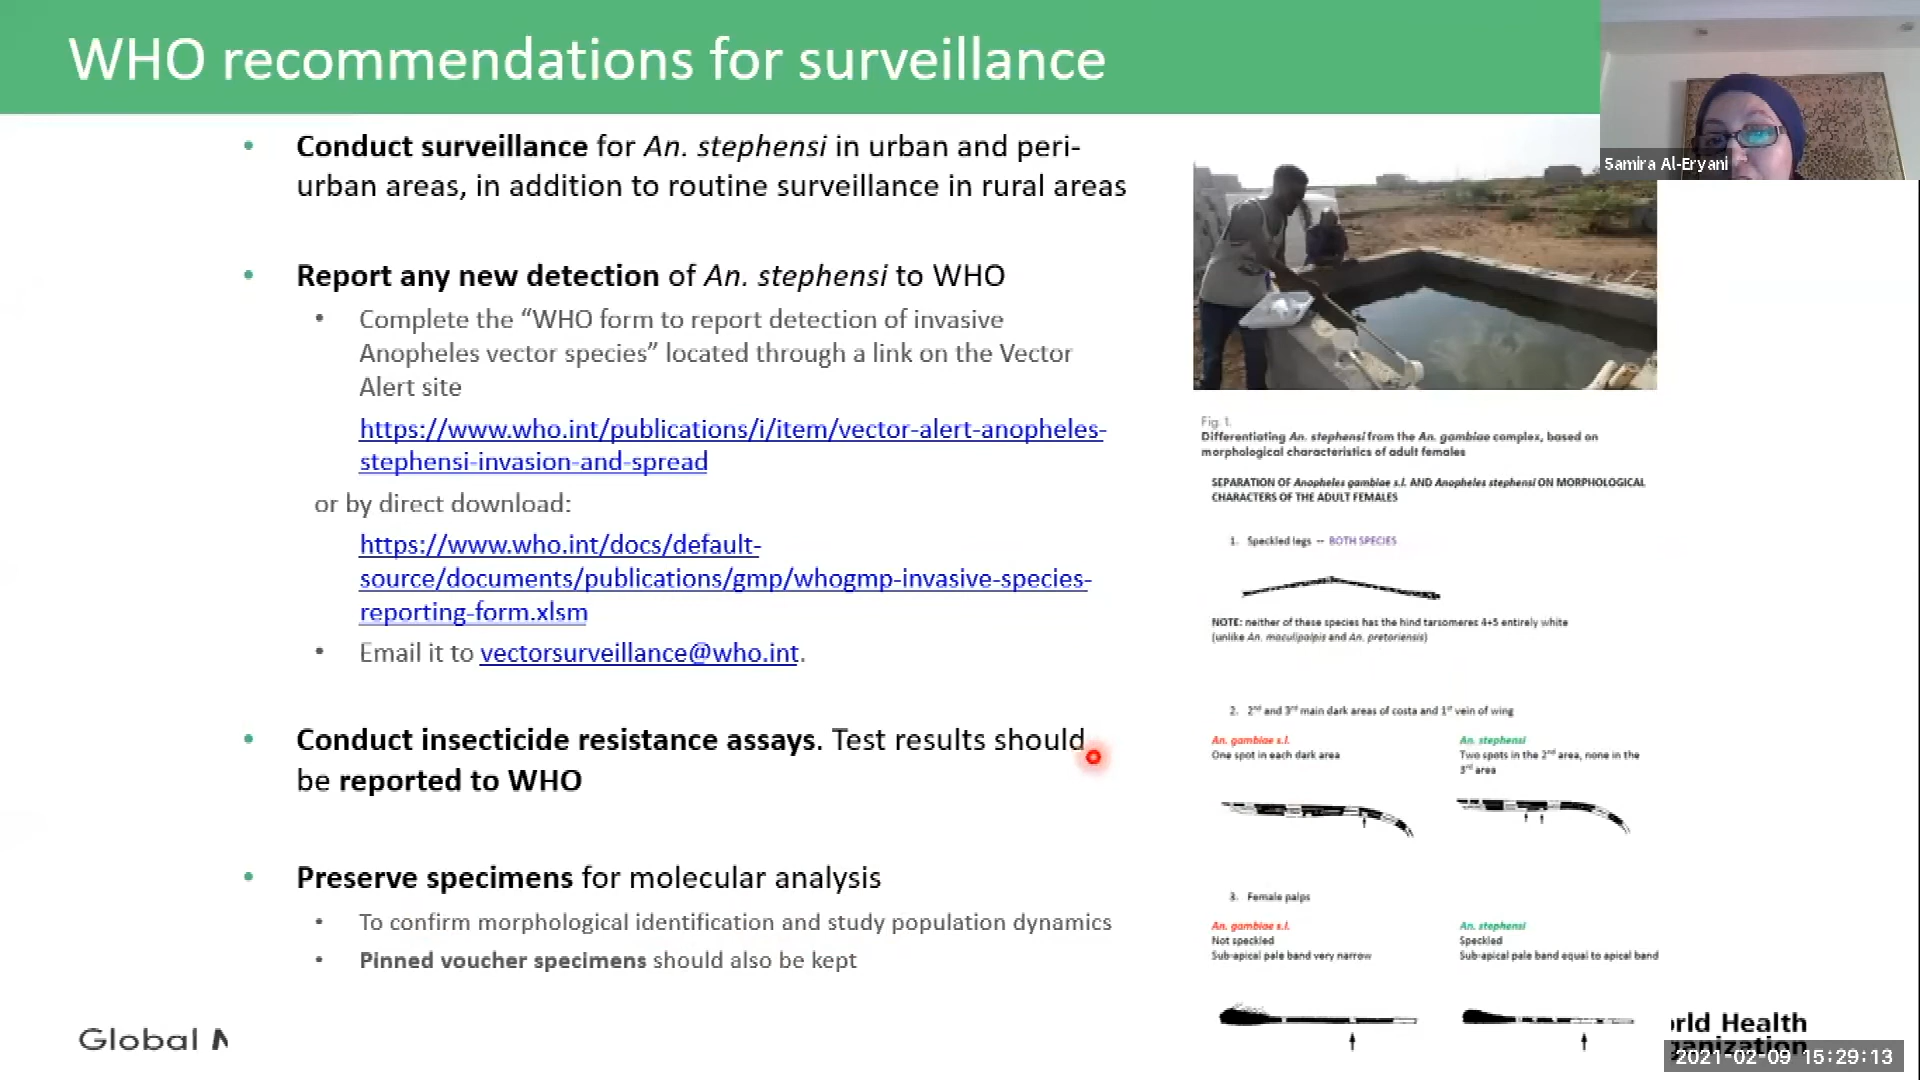 WHO recommendations for surveillance
Samira Al-Eryani
• Conduct surveillance for An. stephensi in urban and peri-
urban areas, in addition to routine surveillance in rural areas
• Report any new detection of An. stephensi to WHO
• Complete the “WHO form to report detection of invasive
Anopheles vector species” located through a link on the Vector
Alert site
https://www.who.int/publications/i/item/vector-alert-anopheles-
stephensi-invasion-and-spread
or by direct download:
https://www.who.int/docs/default-
source/documents/publications/gmp/whogmp-invasive-species-
reporting-form.xlsm
• Email it to vectorsurveillance@who.int.
• Conduct insecticide resistance assays. Test results should
be reported to WHO
• Preserve specimens for molecular analysis
• To confirm morphological identification and study population dynamics
• Pinned voucher specimens should also be kept
Fig. 1.
Differentiating An. stephensi from the An. gambiae complex, based on
morphological characteristics of adult females
SEPARATION OF Anopheles gambiae s.l. AND Anopheles stephensi ON MORPHOLOGICAL
CHARACTERS OF THE ADULT FEMALES
1. Speckled legs -- BOTH SPECIES
NOTE: neither of these species has the hind tarsomeres 4+5 entirely white
(unlike An. maculipalpis and An. pretoriensis)
2. 2nd and 3rd main dark areas of costa and 1st vein of wing
An. gambiae s.l.
One spot in each dark area
An. stephensi
Two spots in the 2nd area, none in the
3rd area
3. Female palps
An. gambiae s.l.
Not speckled
Sub-apical pale band very narrow
An. stephensi
Speckled
Sub-apical pale band equal to apical band
Global M
rld Health
anization
2021-02-09 15:29:13